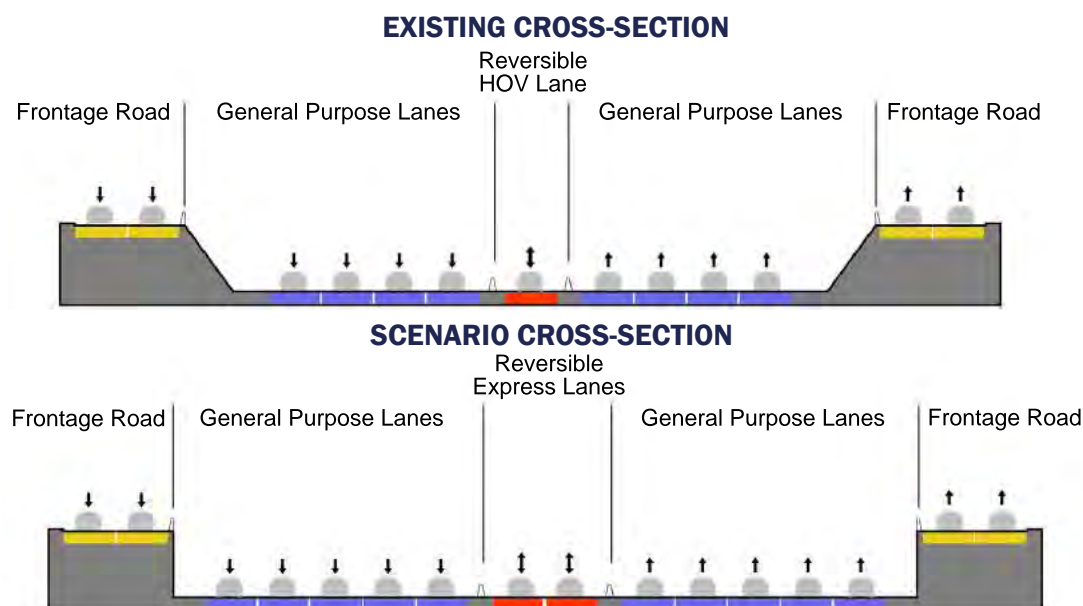 EXISTING CROSS-SECTION
Reversible
HOV Lane
Frontage Road
General Purpose Lanes
General Purpose Lanes
Frontage Road
SCENARIO CROSS-SECTION
Reversible
Express Lanes
Frontage Road
General Purpose Lanes
General Purpose Lanes
Frontage Road